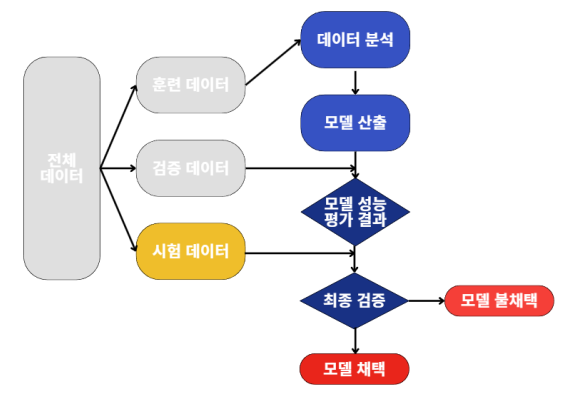 데이터 분석
훈련 데이터
모델 산출
전체
데이터
검증 데이터
모델 성능
평가 결과
시험 데이터
최종 검증
모델 불채택
모델 채택